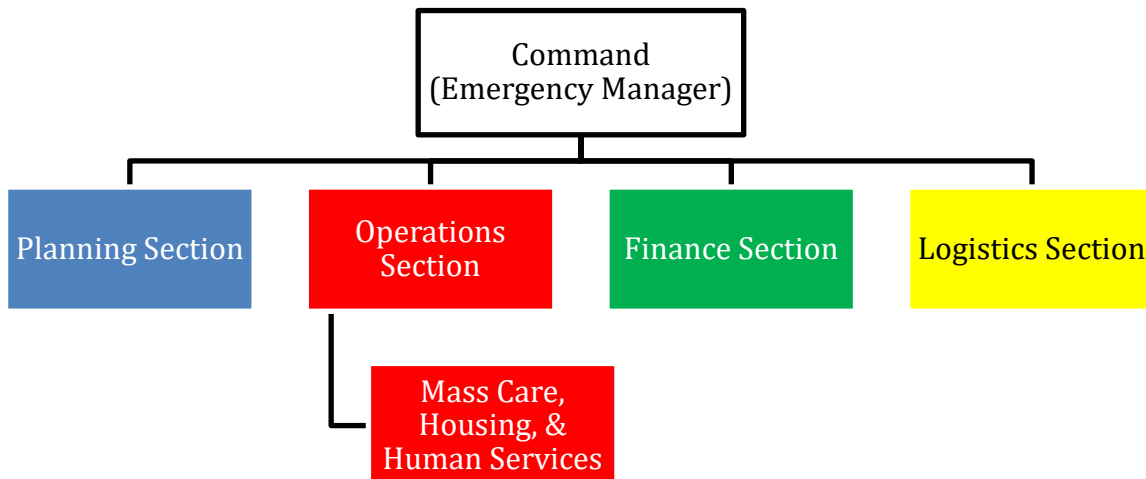 Command
(Emergency Manager)
Planning Section
Operations
Section
Finance Section
Logistics Section
Mass Care,
Housing, &
Human Services